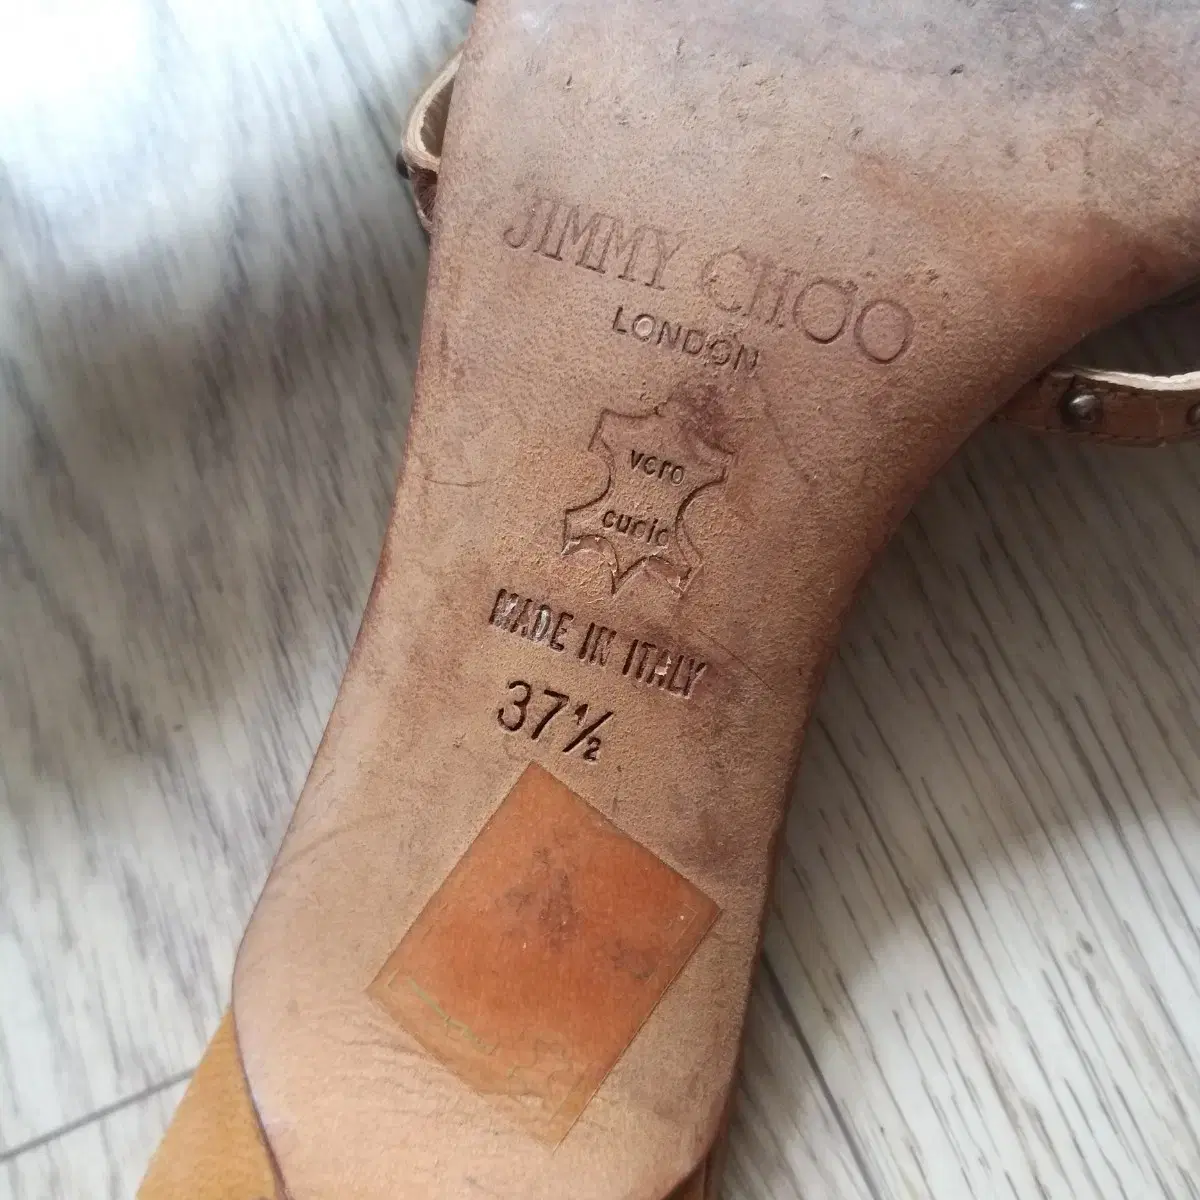 JIMMY CHOO
LONDON
vero
cuoio
MADE IN ITALY
37½